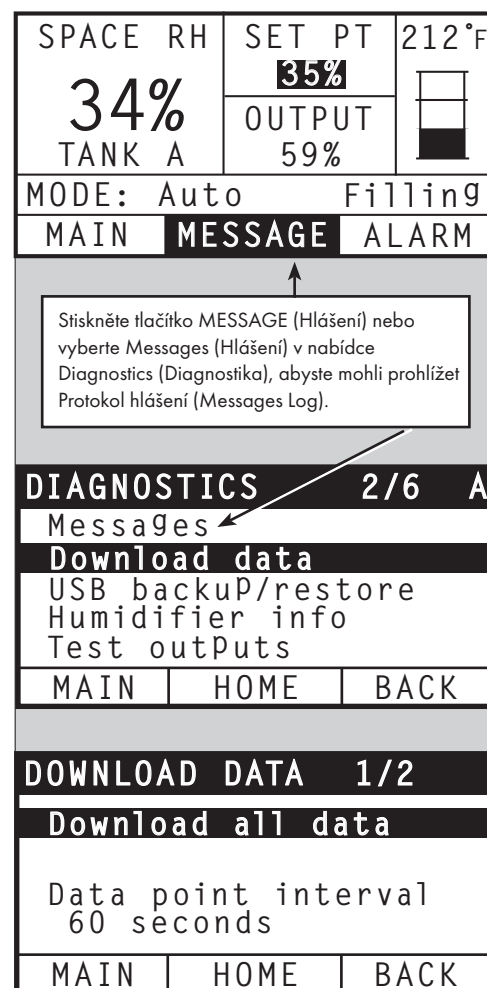 SPACE RH
34%
TANK A
SET PT
35%
OUTPUT
59%
212°F
MODE: Auto Filling
MAIN MESSAGE ALARM
Stiskněte tlačítko MESSAGE (Hlášení) nebo
vyberte Messages (Hlášení) v nabídce
Diagnostics (Diagnostika), abyste mohli prohlížet
Protokol hlášení (Messages Log).
DIAGNOSTICS 2/6 A
Messages
Download data
USB backup/restore
Humidifier info
Test outputs
MAIN HOME BACK
DOWNLOAD DATA 1/2
Download all data
Data point interval
60 seconds
MAIN HOME BACK